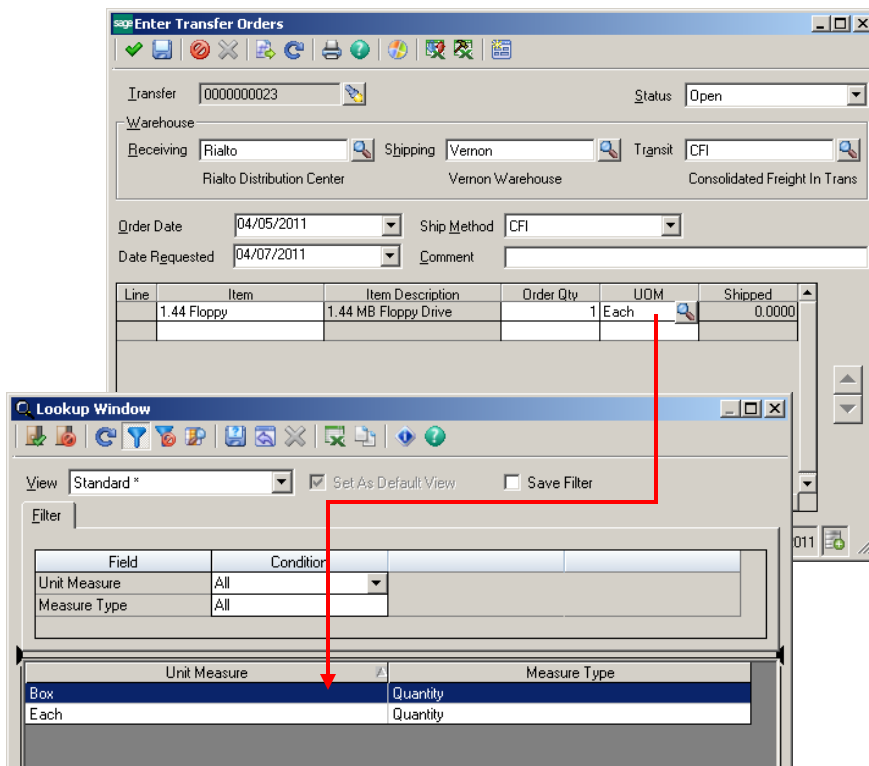 sage Enter Transfer Orders
Transfer 0000000023 Status Open
Warehouse
Receiving Rialto Shipping Vernon Transit CFI
Rialto Distribution Center Vernon Warehouse Consolidated Freight In Trans
Order Date 04/05/2011 Ship Method CFI
Date Requested 04/07/2011 Comment
Line Item Item Description Order Qty UOM Shipped
1.44 Floppy 1.44 MB Floppy Drive 1 Each 0.0000
2011
Lookup Window
View Standard * Set As Default View Save Filter
Filter
Field Condition
Unit Measure All
Measure Type All
Unit Measure Measure Type
Box Quantity
Each Quantity